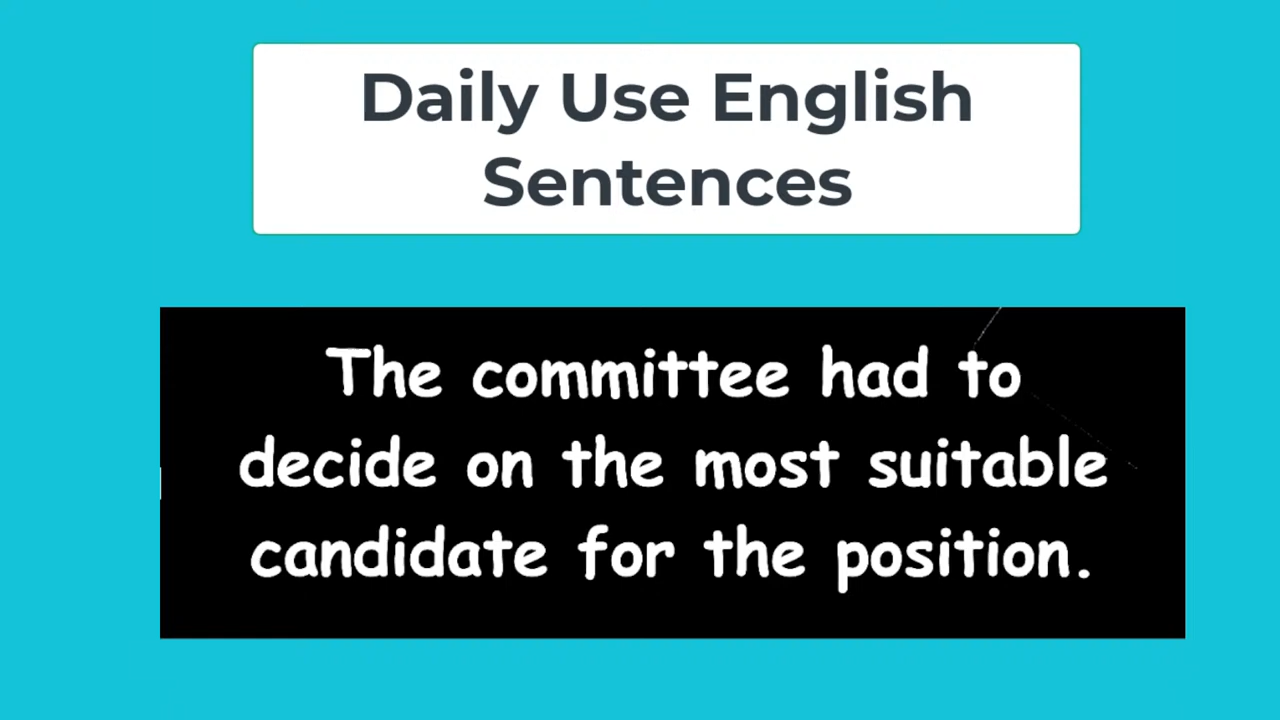 Daily Use English
Sentences
The committee had to
decide on the most suitable
candidate for the position.